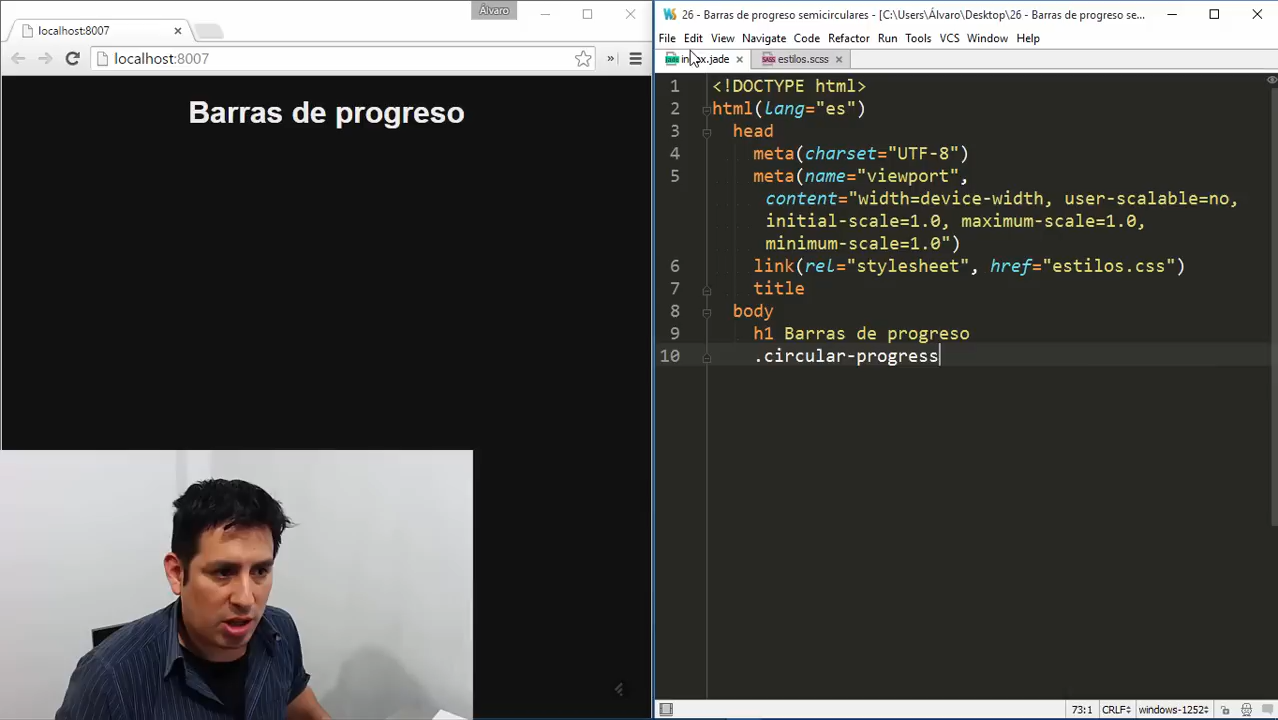 Álvaro
localhost:8007
localhost:8007
Barras de progreso
26 - Barras de progreso semicirculares - [C:\Users\Álvaro\Desktop\26 - Barras de progreso se...
File Edit View Navigate Code Refactor Run Tools VCS Window Help
estilos.scss
1 <!DOCTYPE html>
2 html(lang="es")
3 head
4 meta(charset="UTF-8")
5 meta(name="viewport",
content="width=device-width, user-scalable=no,
initial-scale=1.0, maximum-scale=1.0,
minimum-scale=1.0")
6 link(rel="stylesheet", href="estilos.css")
7 title
8 body
9 h1 Barras de progreso
10 .circular-progress
73:1 CRLF windows-1252